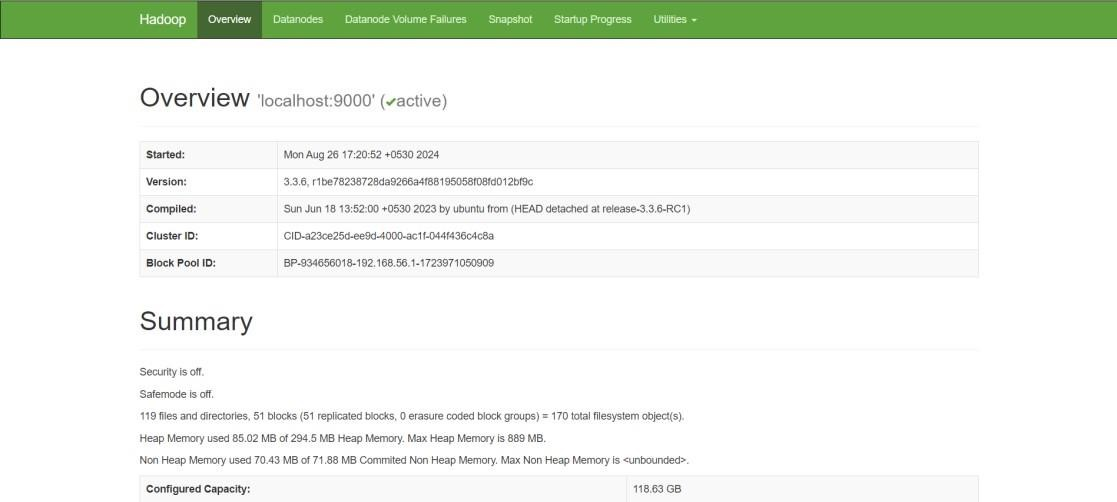 Hadoop Overview Datanodes Datanode Volume Failures Snapshot Startup Progress Utilities
Overview 'localhost:9000' (✔active)
Started: Mon Aug 26 17:20:52 +0530 2024
Version: 3.3.6, r1be78238728da9266a4f88195058f08fd012bf9c
Compiled: Sun Jun 18 13:52:00 +0530 2023 by ubuntu from (HEAD detached at release-3.3.6-RC1)
Cluster ID: CID-a23ce25d-ee9d-4000-ac1f-044f436c4c8a
Block Pool ID: BP-934656018-192.168.56.1-1723971050909
Summary
Security is off.
Safemode is off.
119 files and directories, 51 blocks (51 replicated blocks, 0 erasure coded block groups) = 170 total filesystem object(s).
Heap Memory used 85.02 MB of 294.5 MB Heap Memory. Max Heap Memory is 889 MB.
Non Heap Memory used 70.43 MB of 71.88 MB Commited Non Heap Memory. Max Non Heap Memory is <unbounded>.
Configured Capacity: 118.63 GB